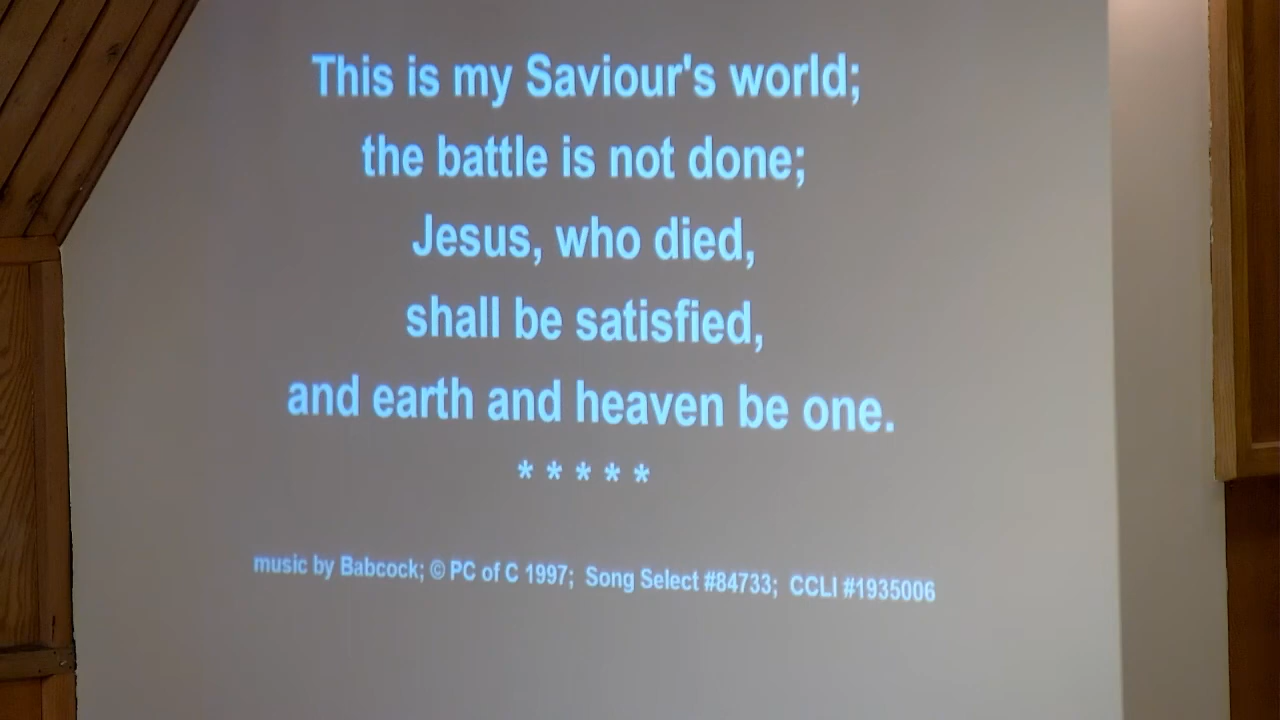 This is my Saviour's world;
the battle is not done;
Jesus, who died,
shall be satisfied,
and earth and heaven be one.
* * * * *
music by Babcock; © PC of C 1997;  Song Select #84733;  CCLI #1935006